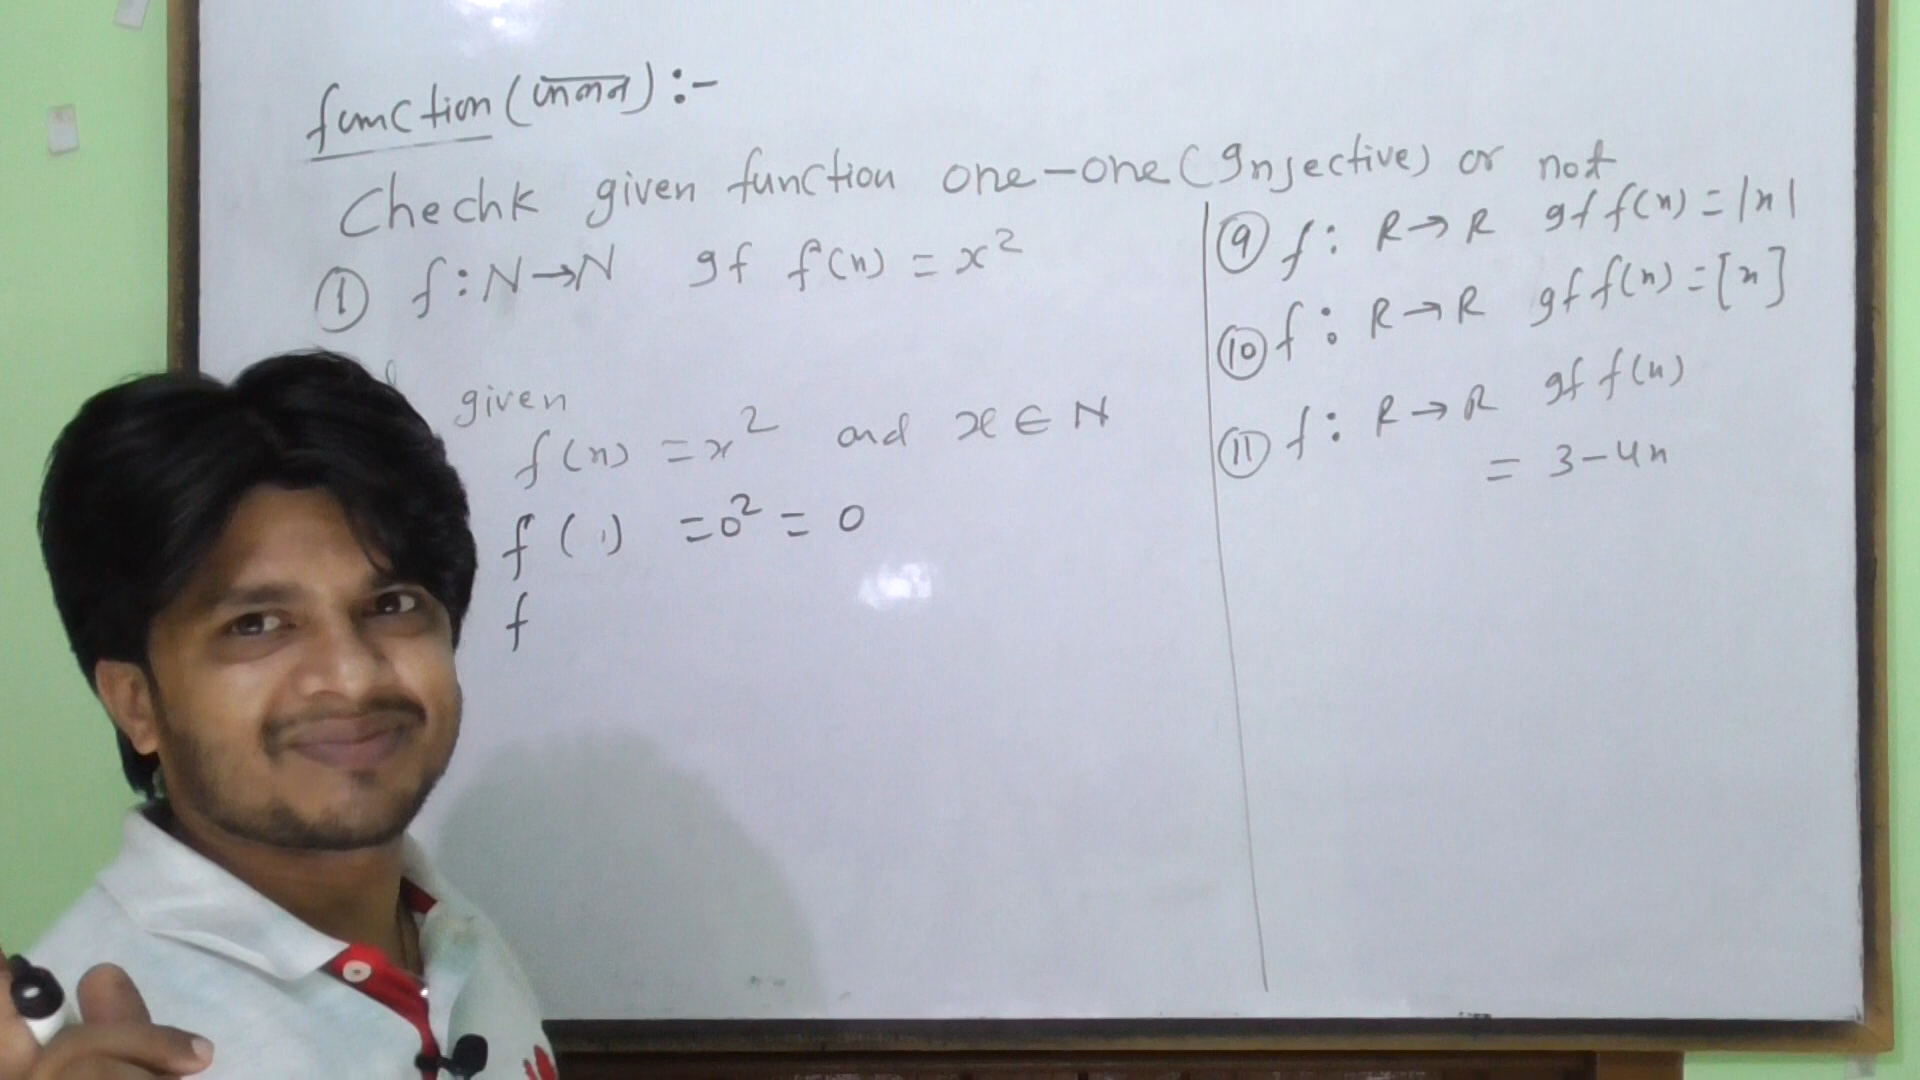 function (फलन) :-
Chechk given function one-one (Injective) or not
① f : N → N If f(x) = x²
given
f(x) = x² and x ∈ N
f(1) = 0² = 0
f
⑨ f : R → R If f(x) = |x|
⑩ f : R → R If f(x) = [x]
⑪ f : R → R If f(x)
= 3 - 4x